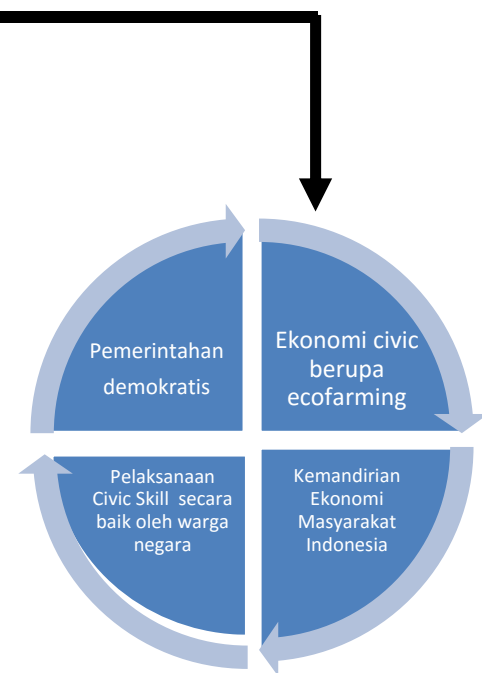 Pemerintahan
demokratis
Ekonomi civic
berupa
ecofarming
Pelaksanaan
Civic Skill secara
baik oleh warga
negara
Kemandirian
Ekonomi
Masyarakat
Indonesia